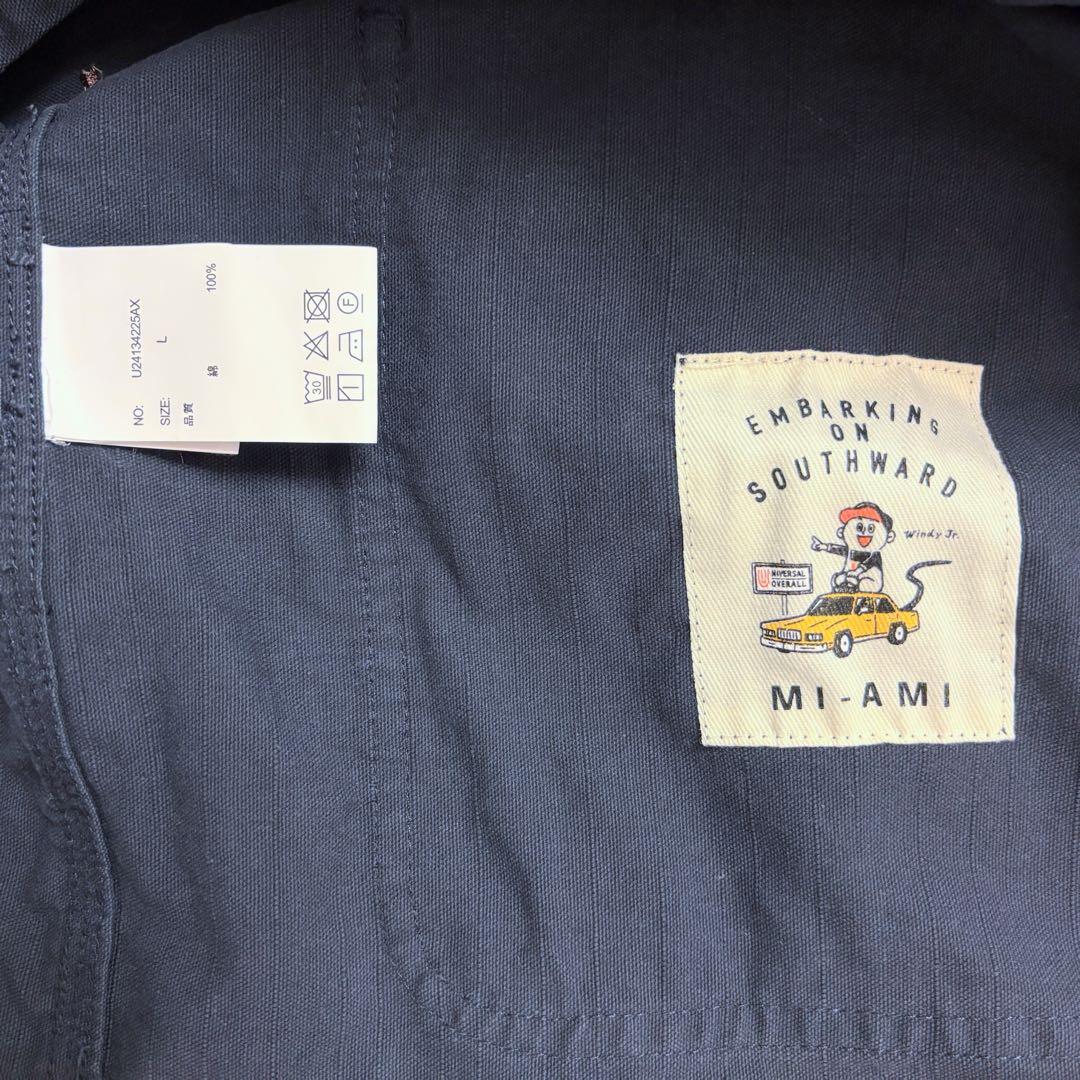 NO: U24134225AX
SIZE: L
品質 綿 100%
30
F
EMBARKING
ON
SOUTHWARD
Windy Jr.
UNIVERSAL
OVERALL
MI-AMI